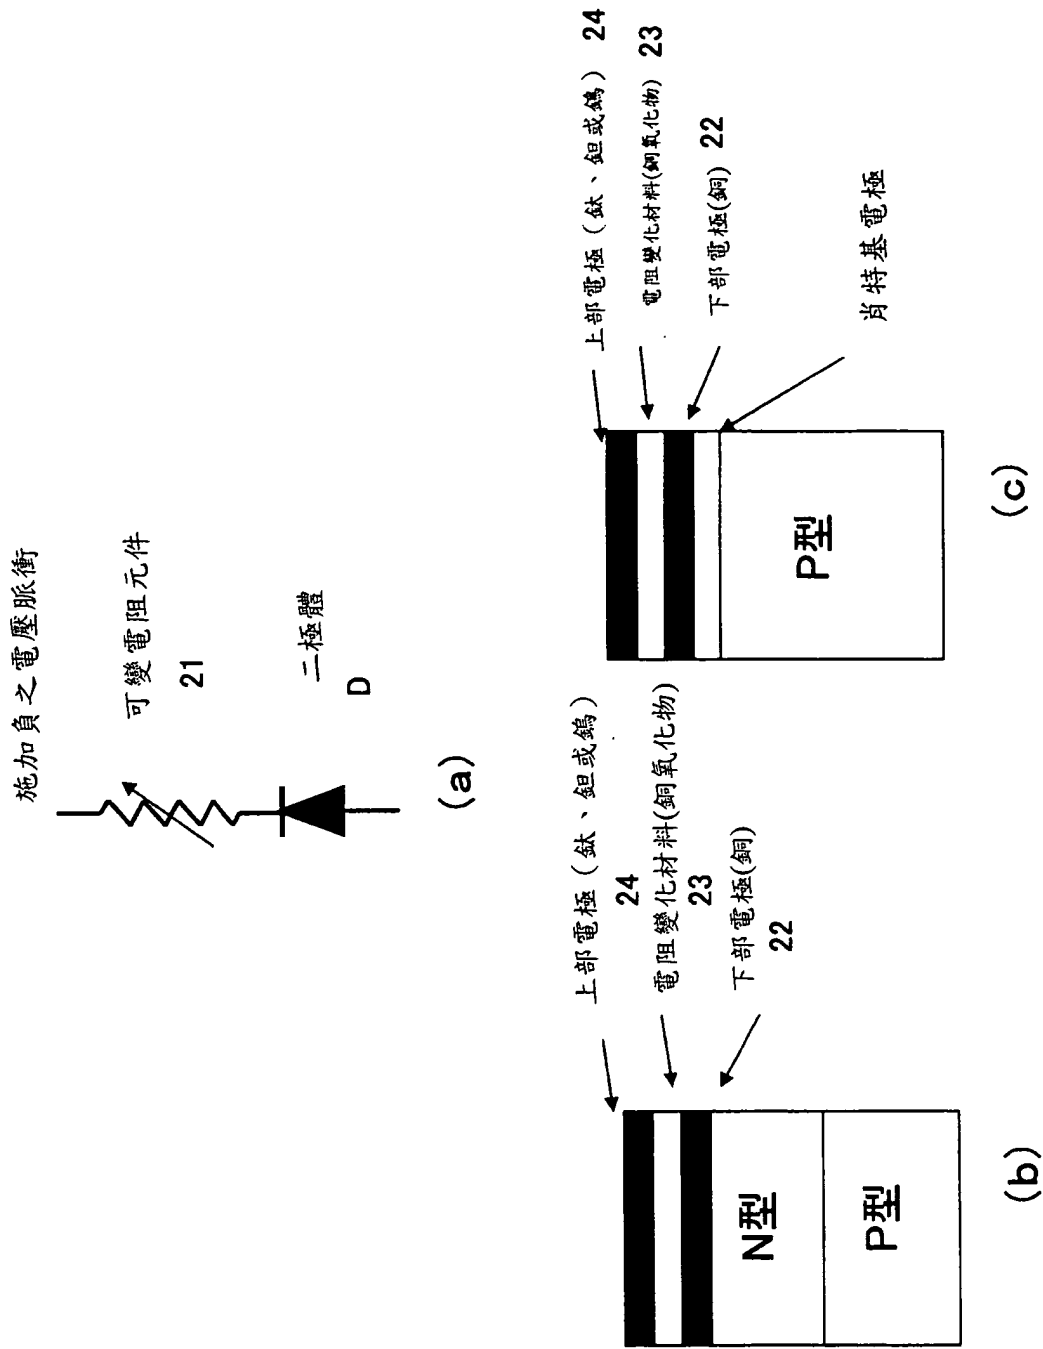 施加負之電壓脈衝
可變電阻元件
21
二極體
D
(a)
上部電極(鈦、鉭或鎢)
24
電阻變化材料(銅氧化物)
23
下部電極(銅)
22
N型
P型
(b)
上部電極(鈦、鉭或鎢) 24
電阻變化材料(銅氧化物) 23
下部電極(銅) 22
肖特基電極
P型
(c)